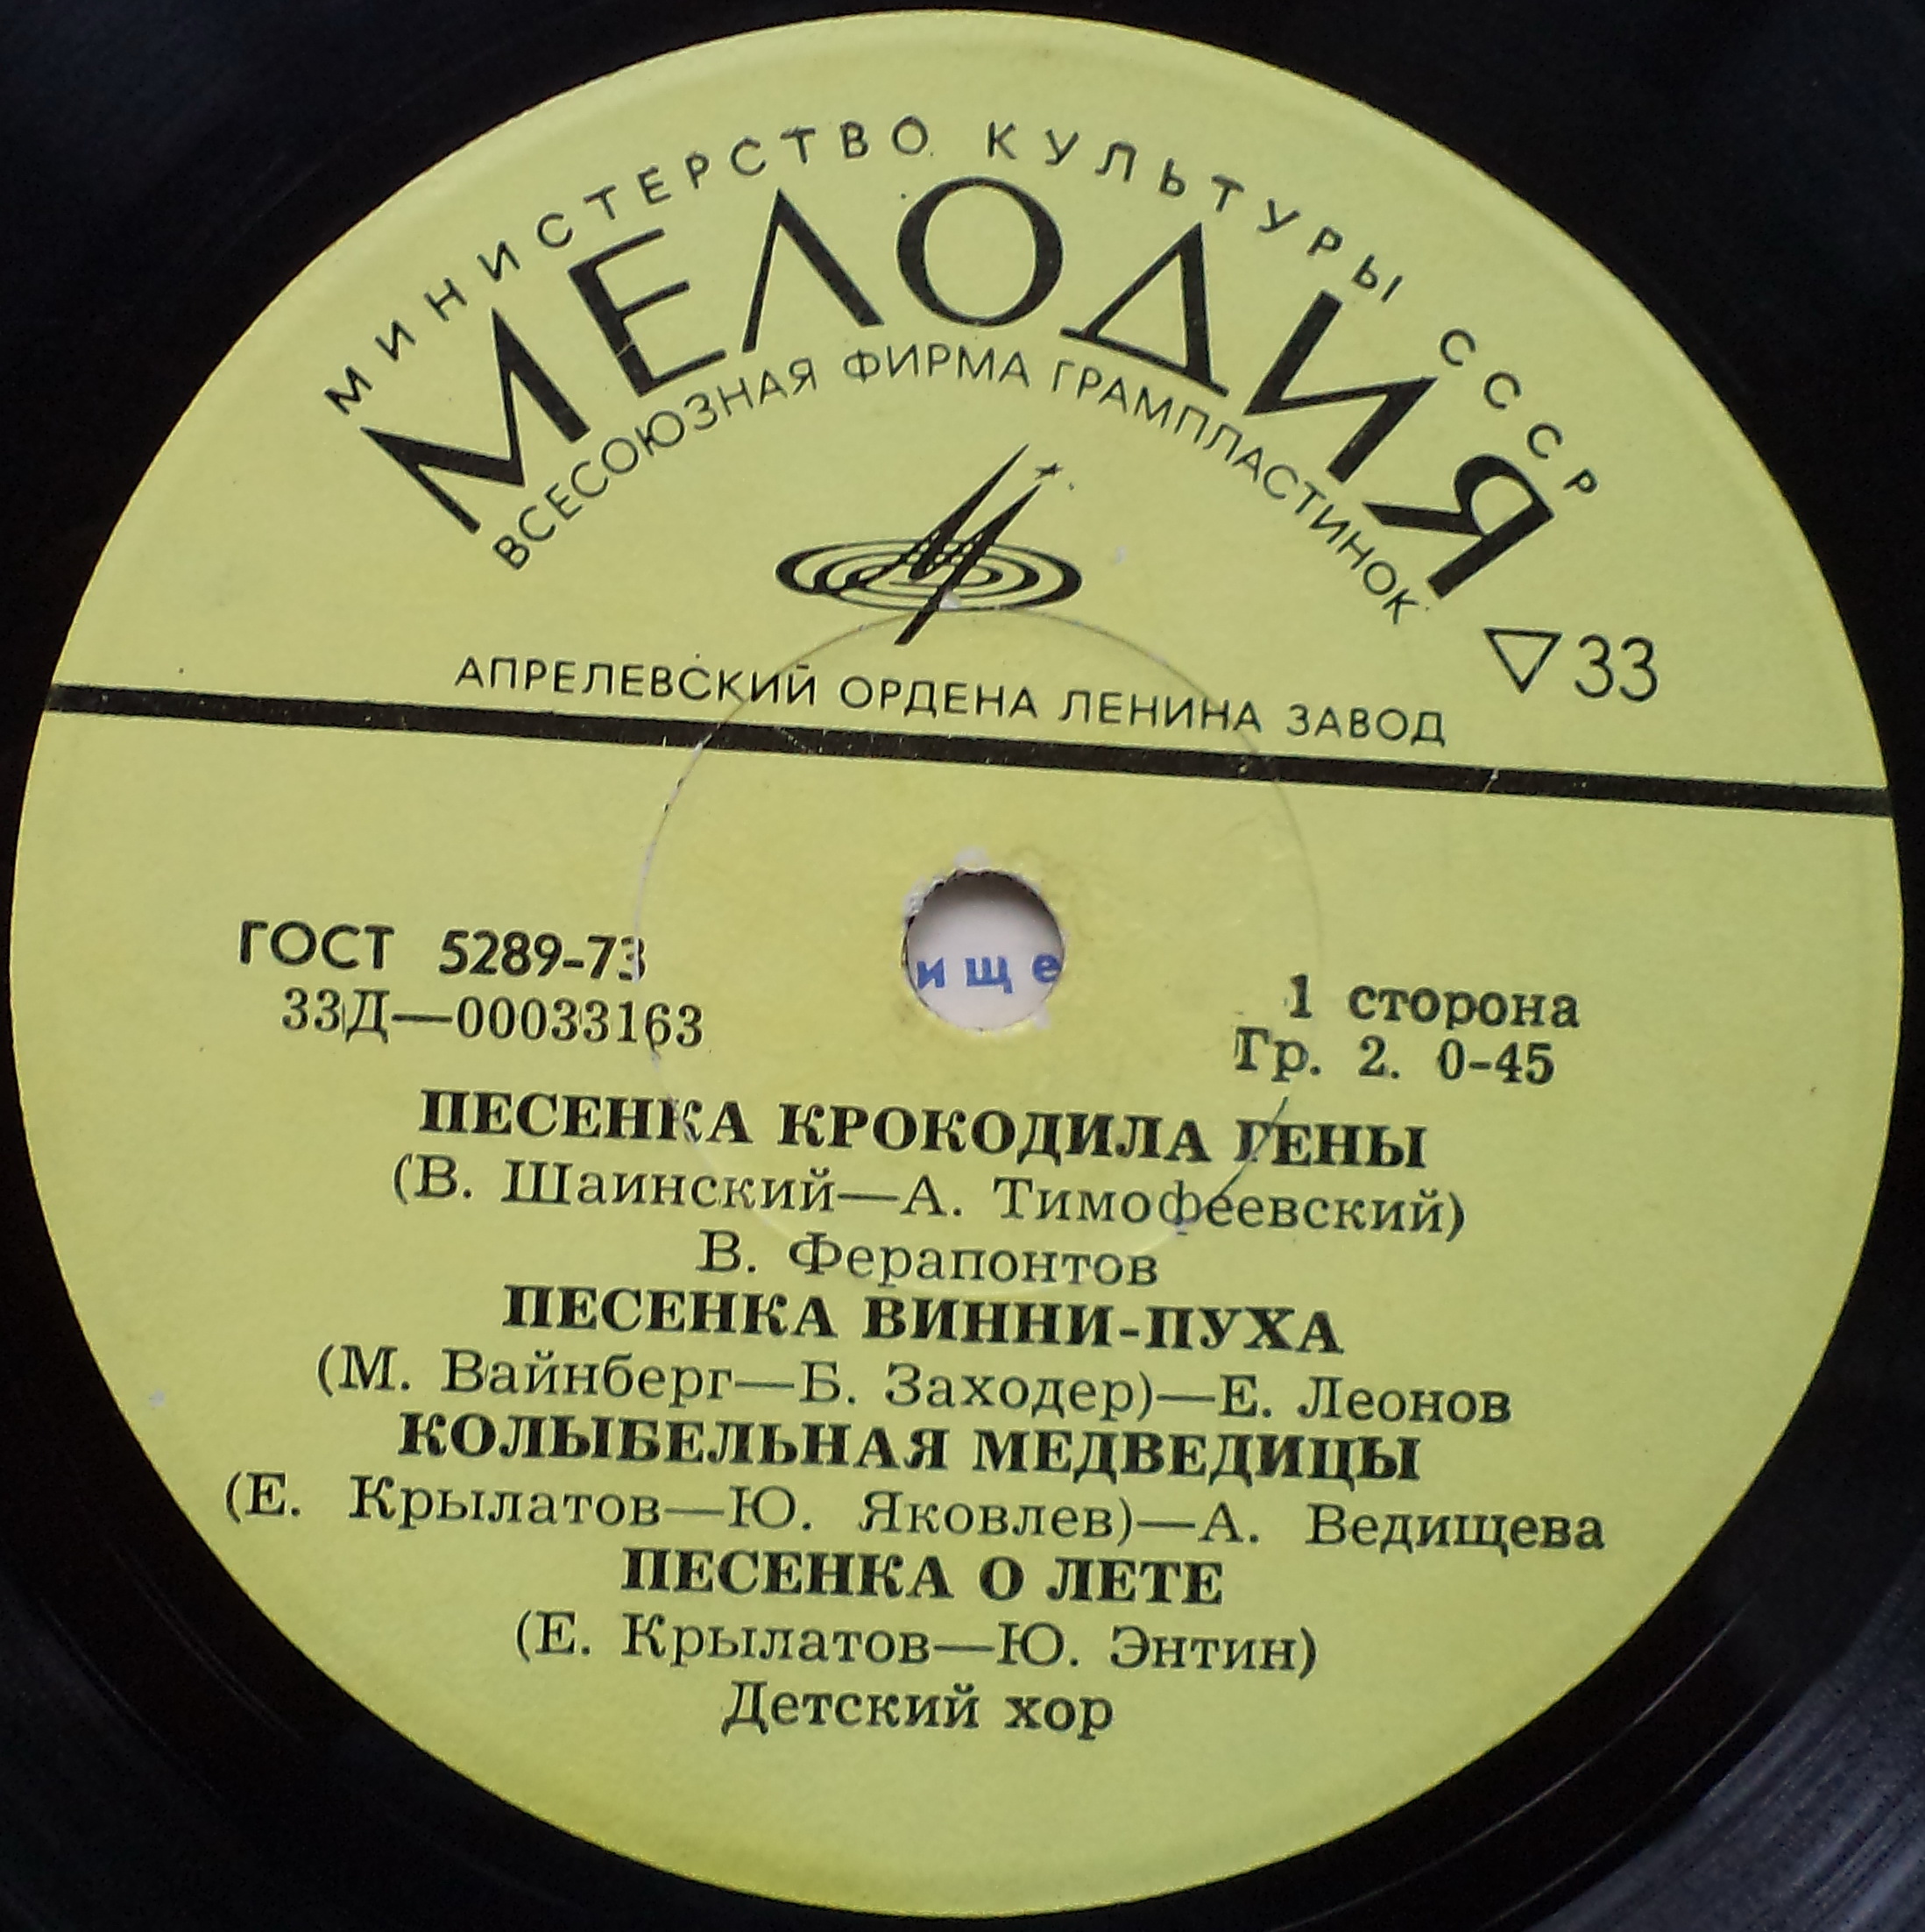 МИНИСТЕРСТВО КУЛЬТУРЫ СССР
МЕЛОДИЯ
ВСЕСОЮЗНАЯ ФИРМА ГРАМПЛАСТИНОК
▽33
АПРЕЛЕВСКИЙ ОРДЕНА ЛЕНИНА ЗАВОД
ГОСТ 5289-73
33Д—00033163
ище
1 сторона
Гр. 2. 0-45
ПЕСЕНКА КРОКОДИЛА ГЕНЫ
(В. Шаинский—А. Тимофеевский)
В. Ферапонтов
ПЕСЕНКА ВИННИ-ПУХА
(М. Вайнберг—Б. Заходер)—Е. Леонов
КОЛЫБЕЛЬНАЯ МЕДВЕДИЦЫ
(Е. Крылатов—Ю. Яковлев)—А. Ведищева
ПЕСЕНКА О ЛЕТЕ
(Е. Крылатов—Ю. Энтин)
Детский хор